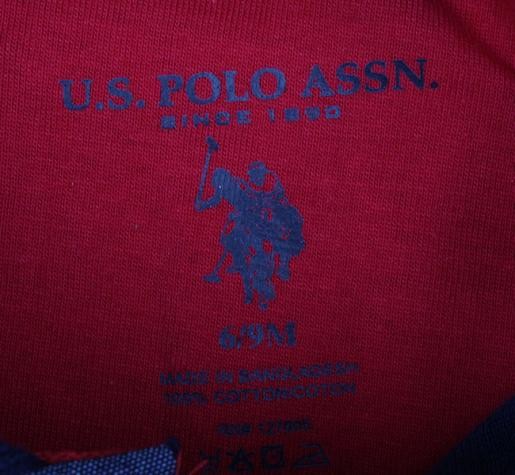 U.S. POLO ASSN.
SINCE 1890
6/9M
MADE IN BANGLADESH
100% COTTON/COTON